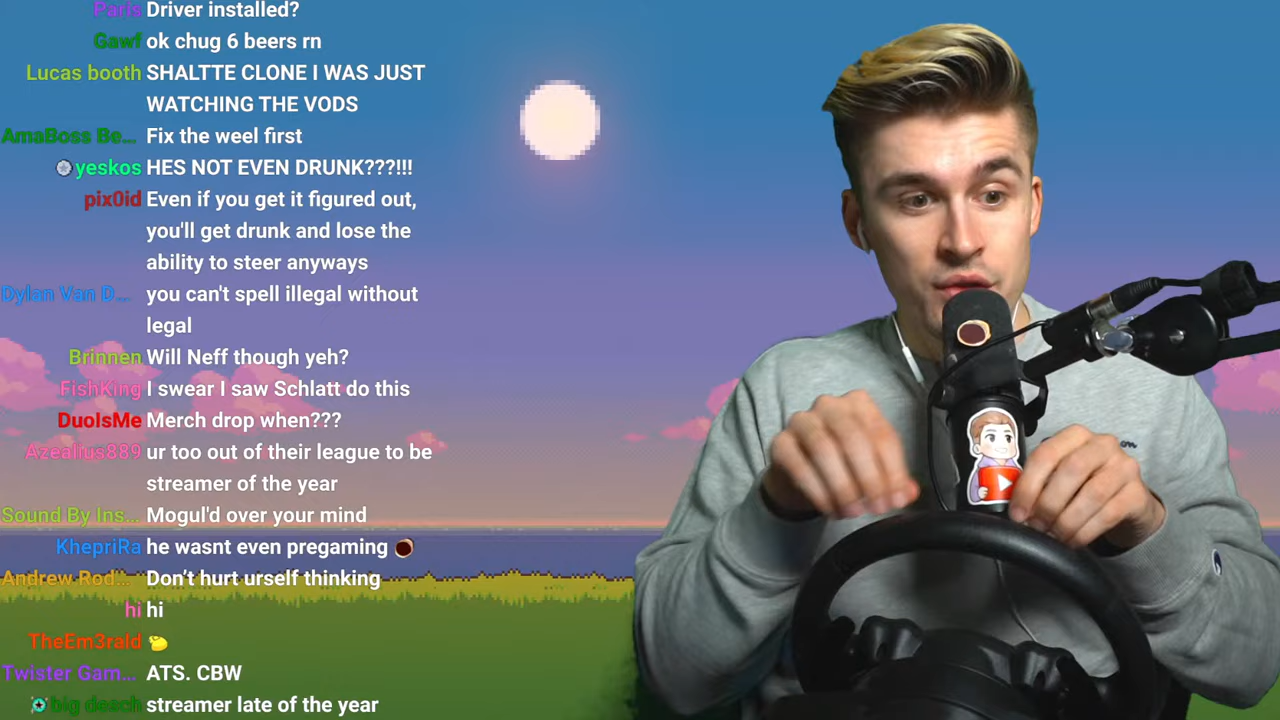 Paris Driver installed?
Gawf ok chug 6 beers rn
Lucas booth SHALTTE CLONE I WAS JUST
WATCHING THE VODS
AmaBoss Be... Fix the weel first
yeskos HES NOT EVEN DRUNK???!!!
pix0id Even if you get it figured out,
you'll get drunk and lose the
ability to steer anyways
Dylan Van D... you can't spell illegal without
legal
Brinnen Will Neff though yeh?
FishKing I swear I saw Schlatt do this
DuoIsMe Merch drop when???
Azealius889 ur too out of their league to be
streamer of the year
Sound By Ins... Mogul'd over your mind
KhepriRa he wasnt even pregaming
Andrew Rod... Don't hurt urself thinking
hi hi
TheEm3rald
Twister Gam... ATS. CBW
big desch streamer late of the year